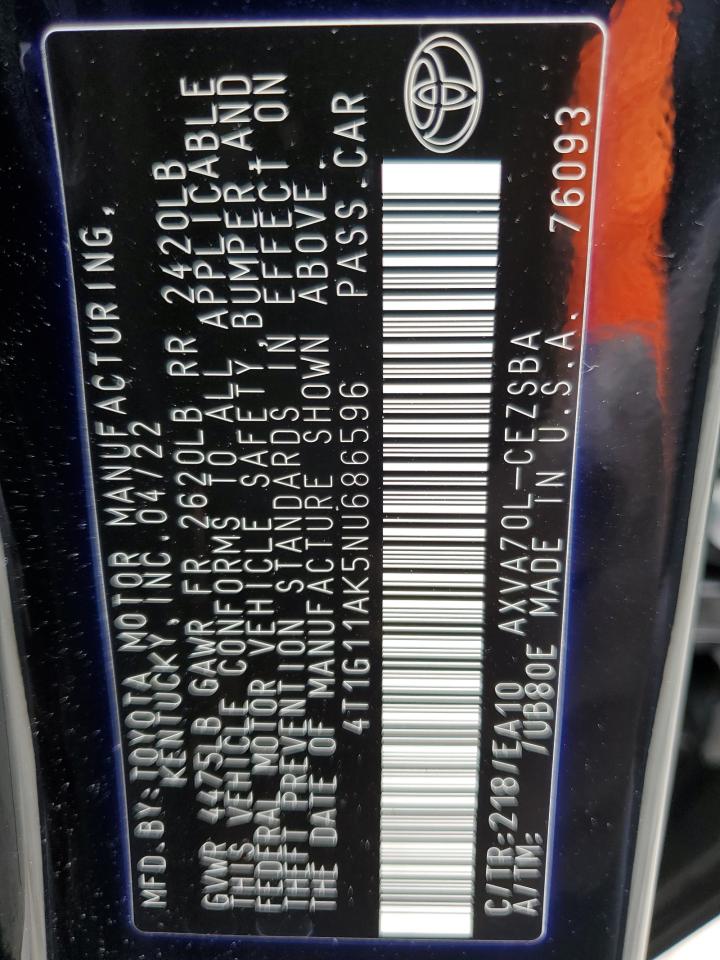 MFD.BY:TOYOTA MOTOR MANUFACTURING,
KENTUCKY,INC.04/22
GVWR 4475LB GAWR FR 2620LB RR 2420LB
THIS VEHICLE CONFORMS TO ALL APPLICABLE
FEDERAL MOTOR VEHICLE SAFETY,BUMPER AND
THEFT PREVENTION STANDARDS IN EFFECT ON
THE DATE OF MANUFACTURE SHOWN ABOVE.
4T1G11AK5NU686596 PASS.CAR
C/TR:218/EA10 AXVA70L-CEZSBA
A/TM: /UB80E MADE IN U.S.A. 76093